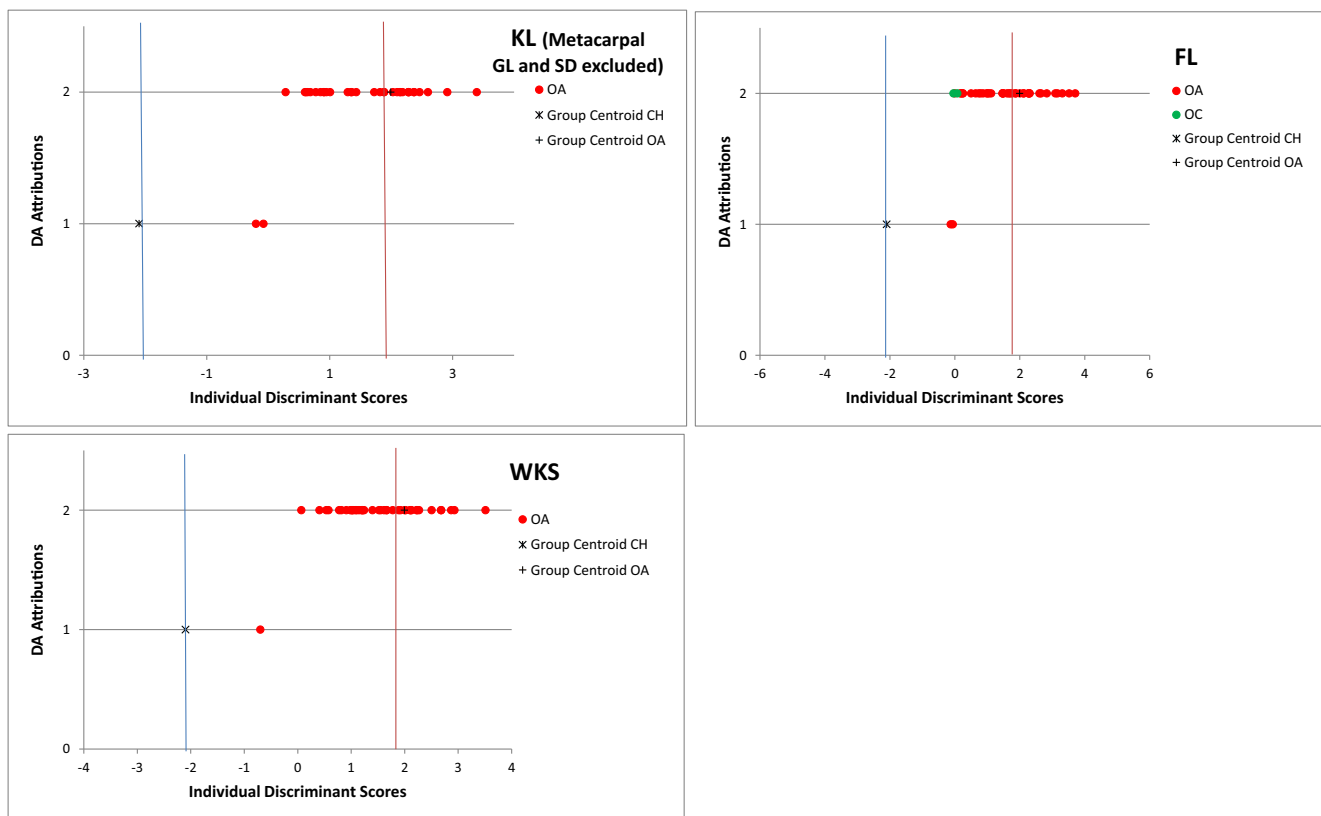 KL (Metacarpal
GL and SD excluded)
OA
Group Centroid CH
Group Centroid OA
DA Attributions
2
1
0
-3
-1
1
3
Individual Discriminant Scores
FL
OA
OC
Group Centroid CH
Group Centroid OA
DA Attributions
2
1
0
-6
-4
-2
0
2
4
6
Individual Discriminant Scores
WKS
OA
Group Centroid CH
Group Centroid OA
DA Attributions
2
1
0
-4
-3
-2
-1
0
1
2
3
4
Individual Discriminant Scores